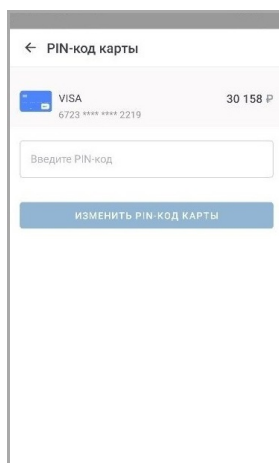 ← PIN-код карты
VISA 30 158 ₽
6723 **** **** 2219
Введите PIN-код
ИЗМЕНИТЬ PIN-КОД КАРТЫ